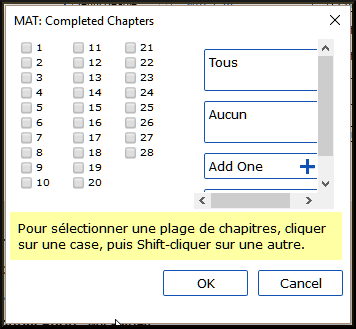 MAT: Completed Chapters
1 11 21
2 12 22
3 13 23
4 14 24
5 15 25
6 16 26
7 17 27
8 18 28
9 19
10 20
Tous
Aucun
Add One
Pour sélectionner une plage de chapitres, cliquer
sur une case, puis Shift-cliquer sur une autre.
OK Cancel